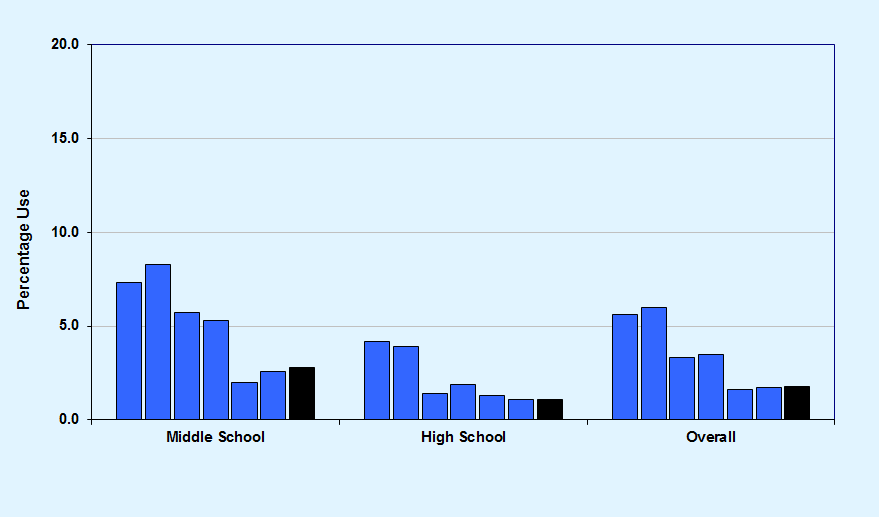 20.0
15.0
10.0
5.0
0.0
Percentage Use
Middle School
High School
Overall